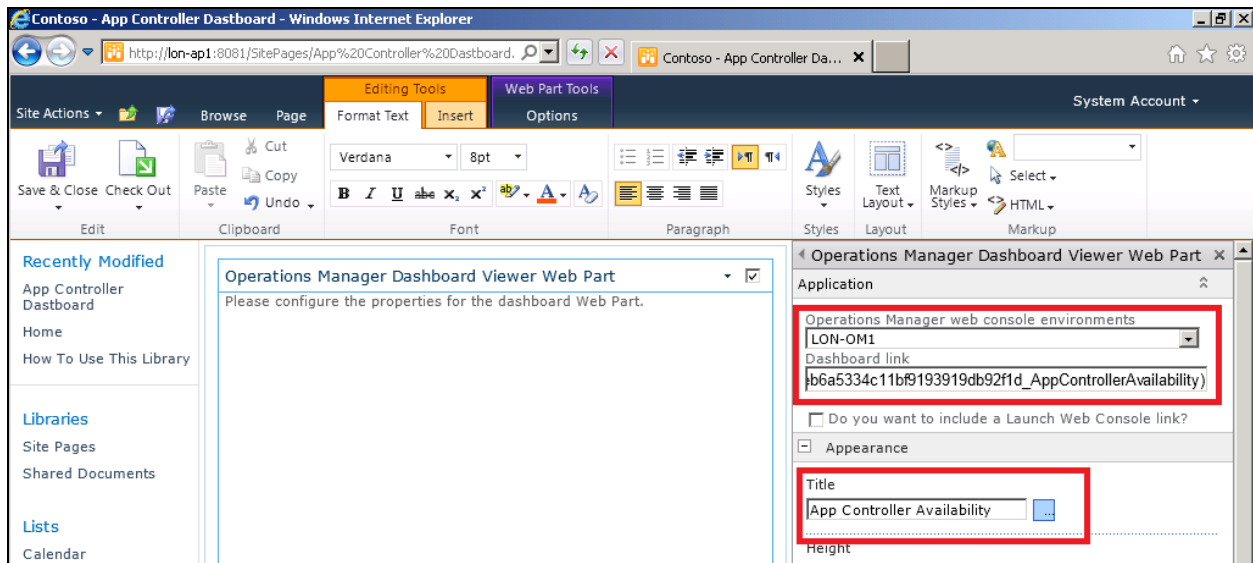 Contoso - App Controller Dastboard - Windows Internet Explorer
http://lon-ap1:8081/SitePages/App%20Controller%20Dastboard.
Contoso - App Controller Da...
Editing Tools
Web Part Tools
System Account
Site Actions
Browse
Page
Format Text
Insert
Options
Save & Close
Check Out
Paste
Cut
Copy
Undo
Verdana
8pt
B I U abc X₂ X²
Styles
Text Layout
Markup Styles
Select
HTML
Edit
Clipboard
Font
Paragraph
Styles
Layout
Markup
Recently Modified
App Controller
Dastboard
Home
How To Use This Library
Libraries
Site Pages
Shared Documents
Lists
Calendar
Operations Manager Dashboard Viewer Web Part
Please configure the properties for the dashboard Web Part.
Operations Manager Dashboard Viewer Web Part
Application
Operations Manager web console environments
LON-OM1
Dashboard link
eb6a5334c11bf9193919db92f1d_AppControllerAvailability)
Do you want to include a Launch Web Console link?
Appearance
Title
App Controller Availability
...
Height